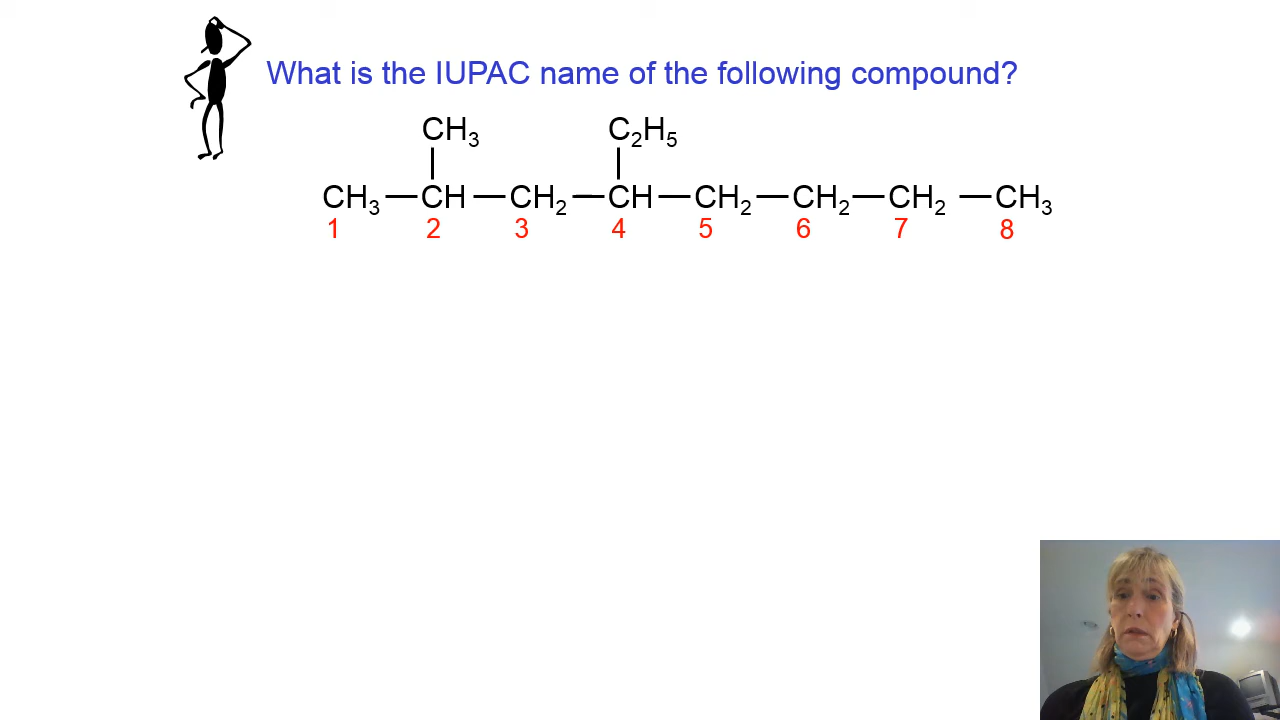 What is the IUPAC name of the following compound?
CH₃ C₂H₅
CH₃ — CH — CH₂ — CH — CH₂ — CH₂ — CH₂ — CH₃
1 2 3 4 5 6 7 8